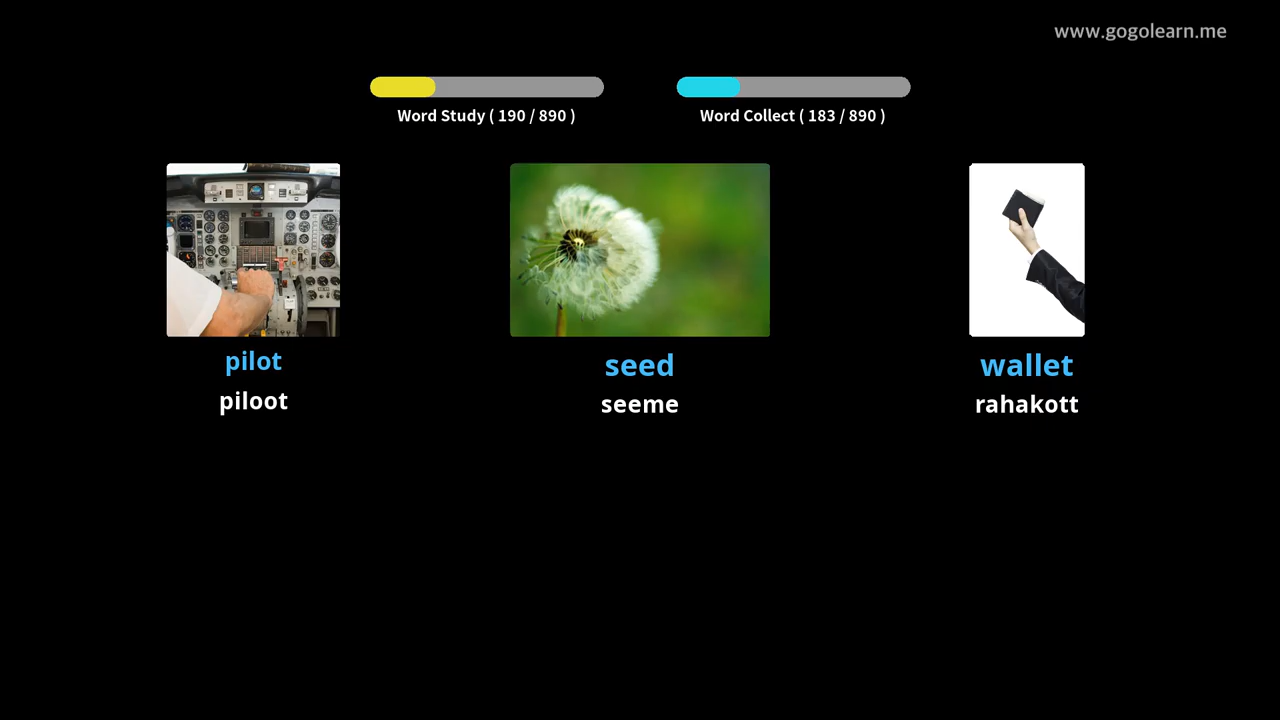 www.gogolearn.me
Word Study ( 190 / 890 )
Word Collect ( 183 / 890 )
pilot
piloot
seed
seeme
wallet
rahakott